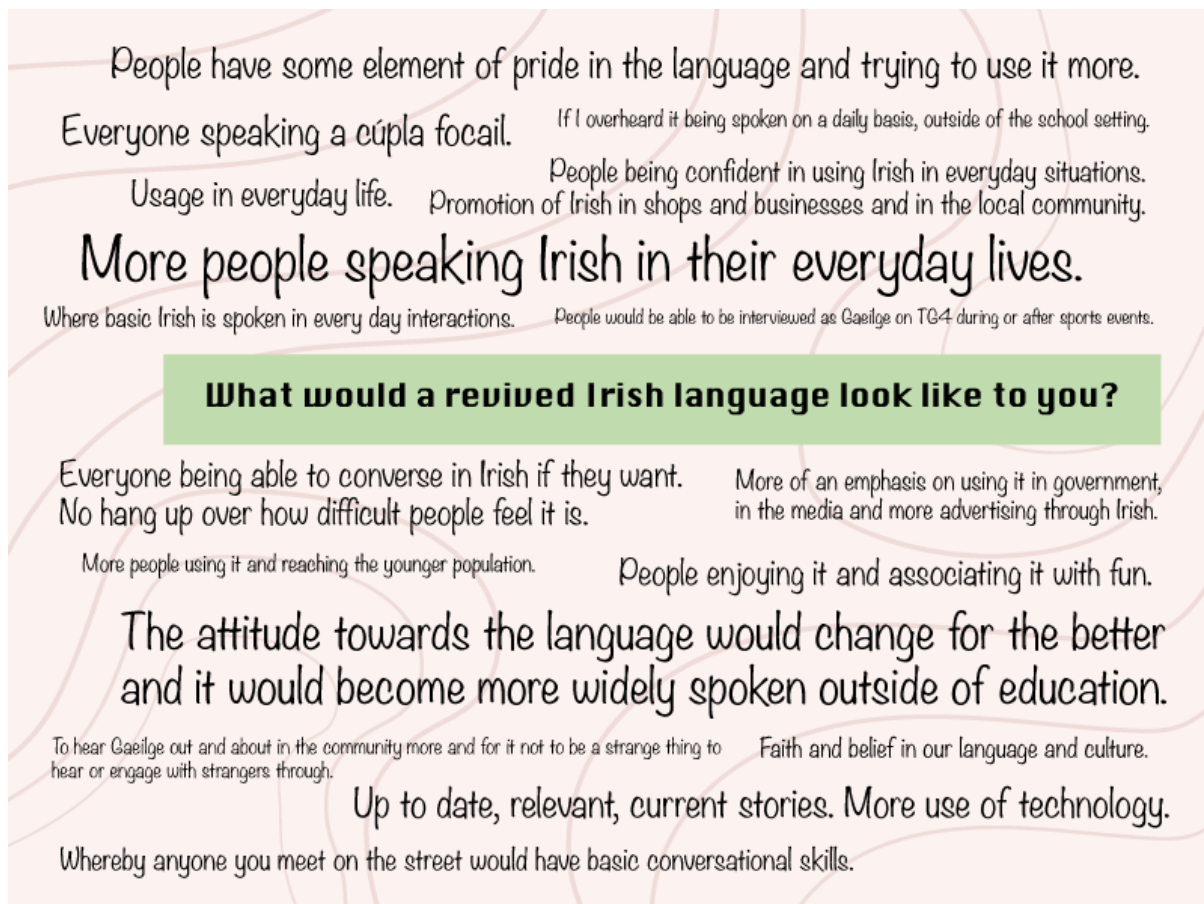 People have some element of pride in the language and trying to use it more.
Everyone speaking a cúpla focail.
If I overheard it being spoken on a daily basis, outside of the school setting.
People being confident in using Irish in everyday situations.
Usage in everyday life.
Promotion of Irish in shops and businesses and in the local community.
More people speaking Irish in their everyday lives.
Where basic Irish is spoken in every day interactions.
People would be able to be interviewed as Gaeilge on TG4 during or after sports events.
What would a revived Irish language look like to you?
Everyone being able to converse in Irish if they want.
No hang up over how difficult people feel it is.
More of an emphasis on using it in government,
in the media and more advertising through Irish.
More people using it and reaching the younger population.
People enjoying it and associating it with fun.
The attitude towards the language would change for the better
and it would become more widely spoken outside of education.
To hear Gaeilge out and about in the community more and for it not to be a strange thing to
hear or engage with strangers through.
Faith and belief in our language and culture.
Up to date, relevant, current stories. More use of technology.
Whereby anyone you meet on the street would have basic conversational skills.